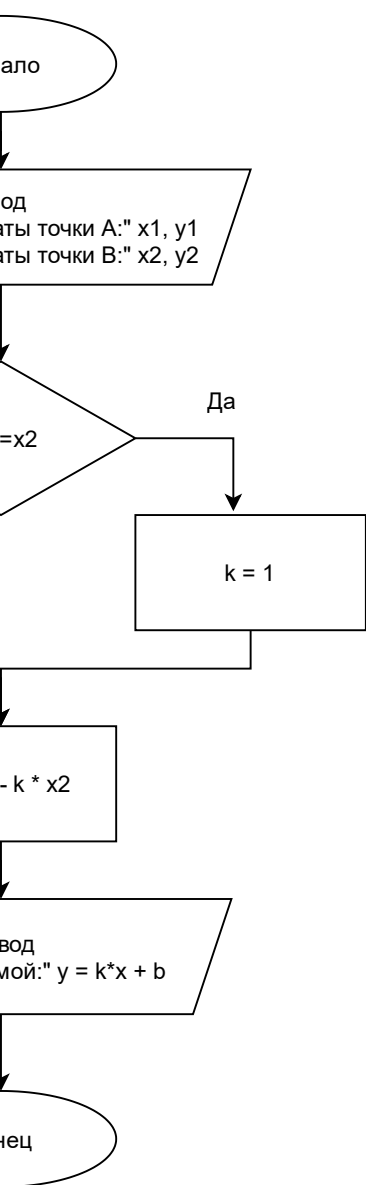 ало
од
аты точки А:" x1, y1
аты точки В:" x2, y2
Да
=x2
k = 1
- k * x2
вод
мой:" y = k*x + b
нец